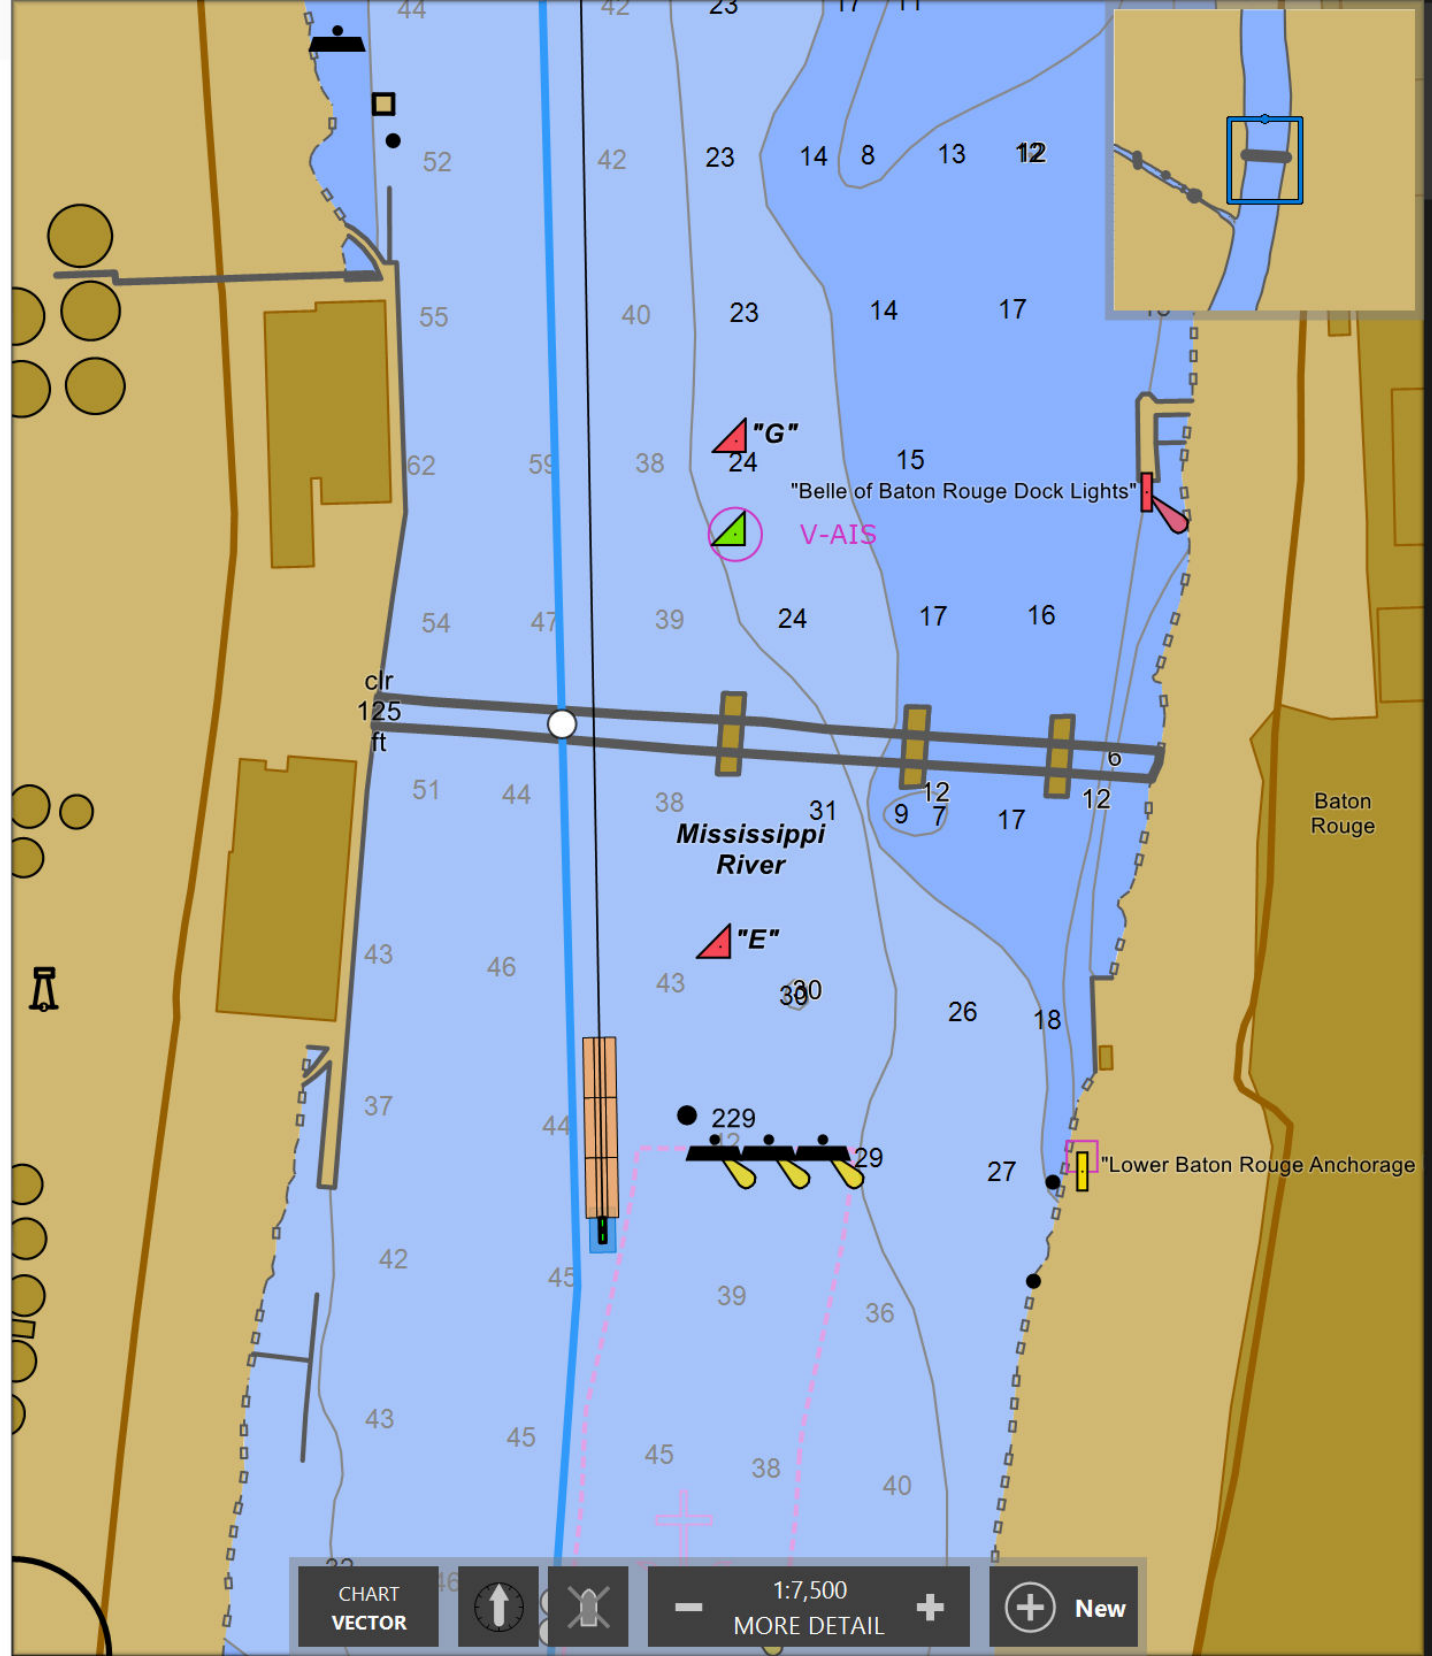 44 42 23 17 11
52 42 23 14 8 13 12
55 40 23 14 17
"G"
62 59 38 24 15
"Belle of Baton Rouge Dock Lights"
V-AIS
54 47 39 24 17 16
clr
125
ft
6
51 44 38 31 12 12
9 7 17
Baton
Rouge
Mississippi
River
"E"
43 46 43 30 30
26 18
37 44 229
29 27 "Lower Baton Rouge Anchorage
42 45 39 36
43 45 45 38 40
46
CHART
VECTOR
1:7,500
MORE DETAIL
New